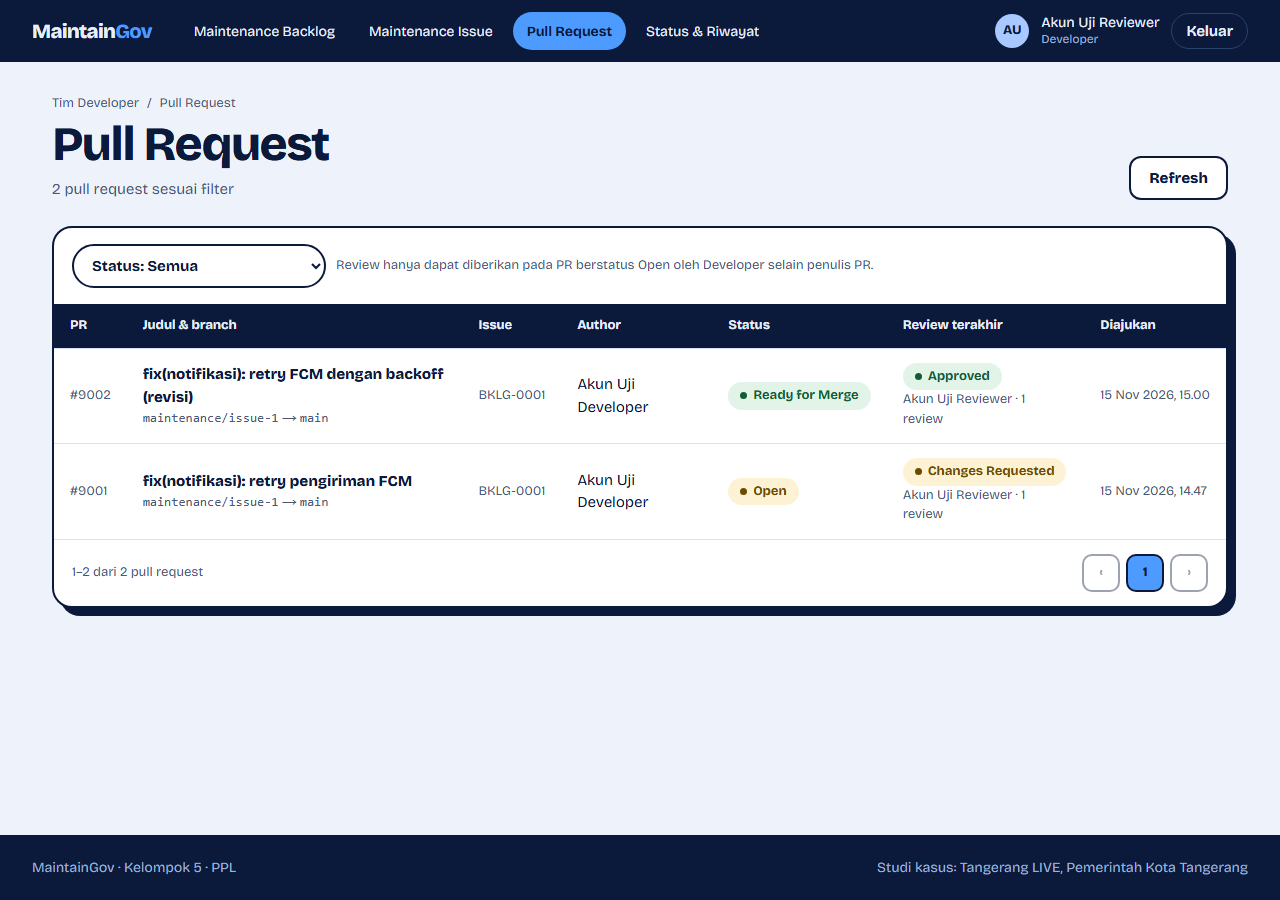 MaintainGov
Maintenance Backlog
Maintenance Issue
Pull Request
Status & Riwayat
AU
Akun Uji Reviewer
Developer
Keluar
Tim Developer / Pull Request
Pull Request
2 pull request sesuai filter
Refresh
Status: Semua
Review hanya dapat diberikan pada PR berstatus Open oleh Developer selain penulis PR.
PR Judul & branch Issue Author Status Review terakhir Diajukan
#9002
fix(notifikasi): retry FCM dengan backoff
(revisi)
maintenance/issue-1 → main
BKLG-0001
Akun Uji
Developer
Ready for Merge
Approved
Akun Uji Reviewer · 1
review
15 Nov 2026, 15.00
#9001
fix(notifikasi): retry pengiriman FCM
maintenance/issue-1 → main
BKLG-0001
Akun Uji
Developer
Open
Changes Requested
Akun Uji Reviewer · 1
review
15 Nov 2026, 14.47
1–2 dari 2 pull request
‹ 1 ›
MaintainGov · Kelompok 5 · PPL
Studi kasus: Tangerang LIVE, Pemerintah Kota Tangerang